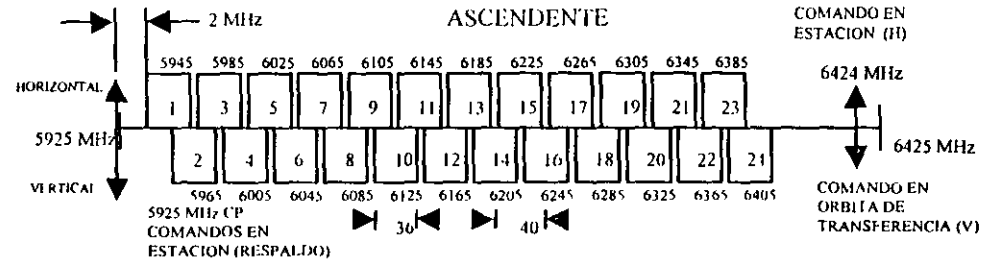 2 MHz
ASCENDENTE
COMANDO EN
ESTACION (H)
5945 5985 6025 6065 6105 6145 6185 6225 6265 6305 6345 6385
6424 MHz
HORIZONTAL
1 3 5 7 9 11 13 15 17 19 21 23
5925 MHz
6425 MHz
2 4 6 8 10 12 14 16 18 20 22 24
VERTICAL
5965 6005 6045 6085 6125 6165 6205 6245 6285 6325 6365 6405
COMANDO EN
ORBITA DE
TRANSFERENCIA (V)
5925 MHz CP
COMANDOS EN
ESTACION (RESPALDO)
36 40